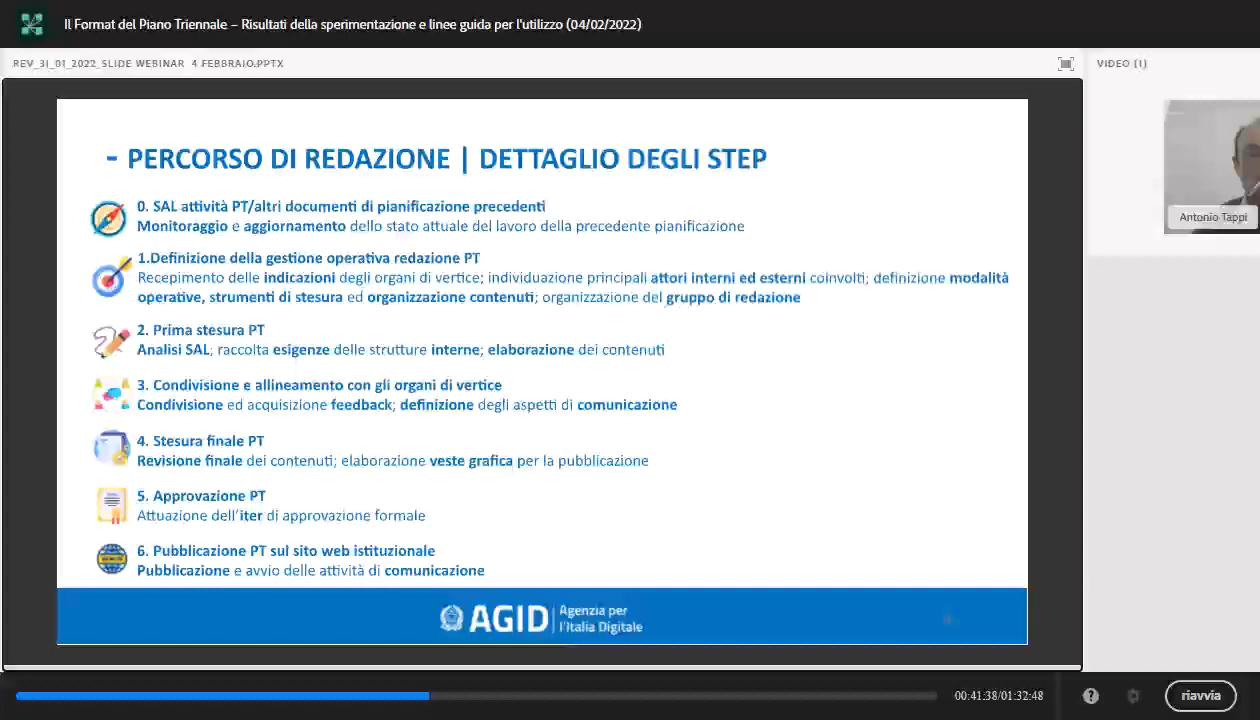 Il Format del Piano Triennale – Risultati della sperimentazione e linee guida per l'utilizzo (04/02/2022)
REV_3I_01_2022_SLIDE WEBINAR 4 FEBBRAIO.PPTX
VIDEO (1)
- PERCORSO DI REDAZIONE | DETTAGLIO DEGLI STEP
0. SAL attività PT/altri documenti di pianificazione precedenti
Monitoraggio e aggiornamento dello stato attuale del lavoro della precedente pianificazione
1.Definizione della gestione operativa redazione PT
Recepimento delle indicazioni degli organi di vertice; individuazione principali attori interni ed esterni coinvolti; definizione modalità
operative, strumenti di stesura ed organizzazione contenuti; organizzazione del gruppo di redazione
2. Prima stesura PT
Analisi SAL; raccolta esigenze delle strutture interne; elaborazione dei contenuti
3. Condivisione e allineamento con gli organi di vertice
Condivisione ed acquisizione feedback; definizione degli aspetti di comunicazione
4. Stesura finale PT
Revisione finale dei contenuti; elaborazione veste grafica per la pubblicazione
5. Approvazione PT
Attuazione dell'iter di approvazione formale
6. Pubblicazione PT sul sito web istituzionale
Pubblicazione e avvio delle attività di comunicazione
AGID
Agenzia per
l'Italia Digitale
Antonio Tappi
00:41:38/01:32:48
?
riavvia